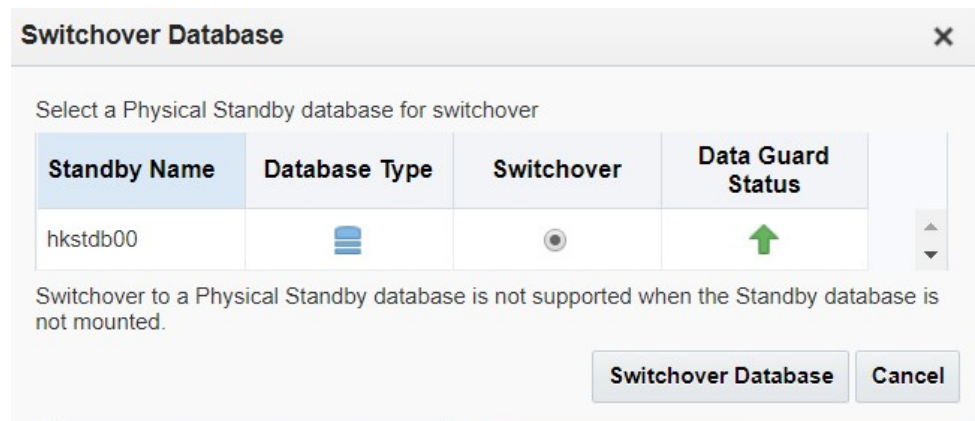 Switchover Database
Select a Physical Standby database for switchover
Standby Name Database Type Switchover Data Guard
Status
hkstdb00
Switchover to a Physical Standby database is not supported when the Standby database is
not mounted.
Switchover Database Cancel